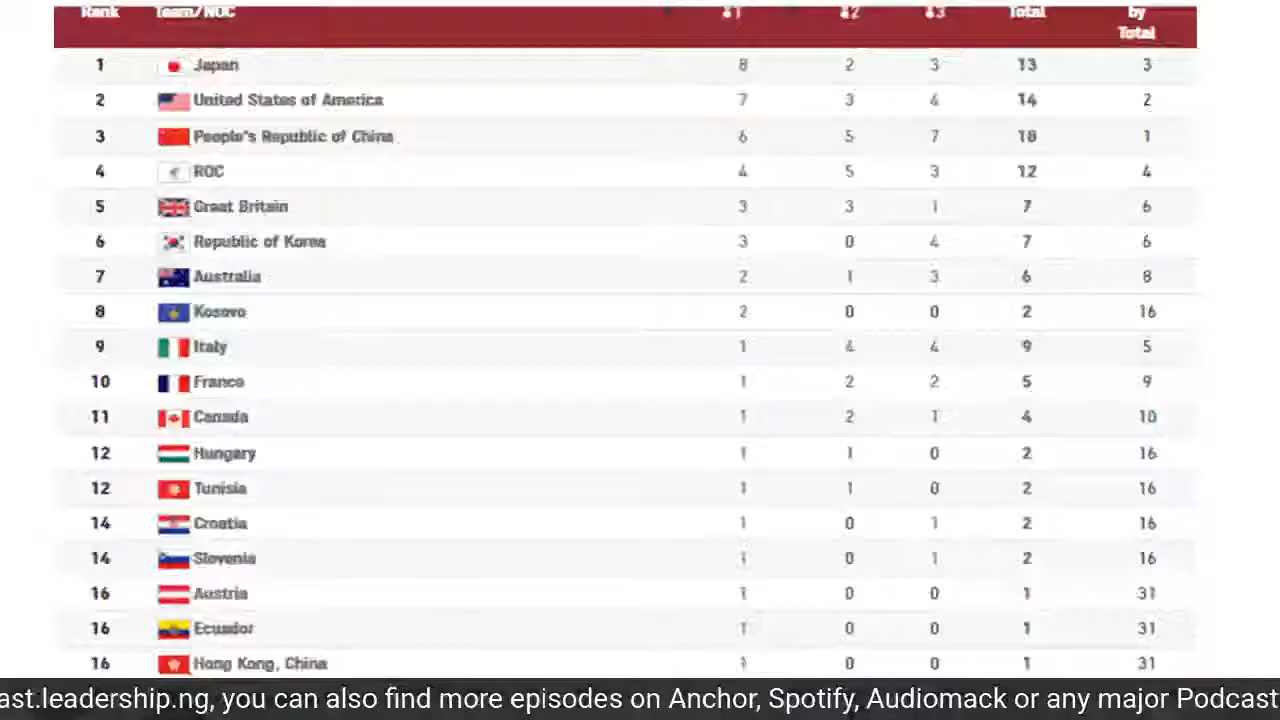 Rank Team/NOC 1 2 3 Total by
Total
1 Japan 8 2 3 13 3
2 United States of America 7 3 4 14 2
3 People's Republic of China 6 5 7 18 1
4 ROC 4 5 3 12 4
5 Great Britain 3 3 1 7 6
6 Republic of Korea 3 0 4 7 6
7 Australia 2 1 3 6 8
8 Kosovo 2 0 0 2 16
9 Italy 1 4 4 9 5
10 France 1 2 2 5 9
11 Canada 1 2 1 4 10
12 Hungary 1 1 0 2 16
12 Tunisia 1 1 0 2 16
14 Croatia 1 0 1 2 16
14 Slovenia 1 0 1 2 16
16 Austria 1 0 0 1 31
16 Ecuador 1 0 0 1 31
16 Hong Kong, China 1 0 0 1 31
ast.leadership.ng, you can also find more episodes on Anchor, Spotify, Audiomack or any major Podcast